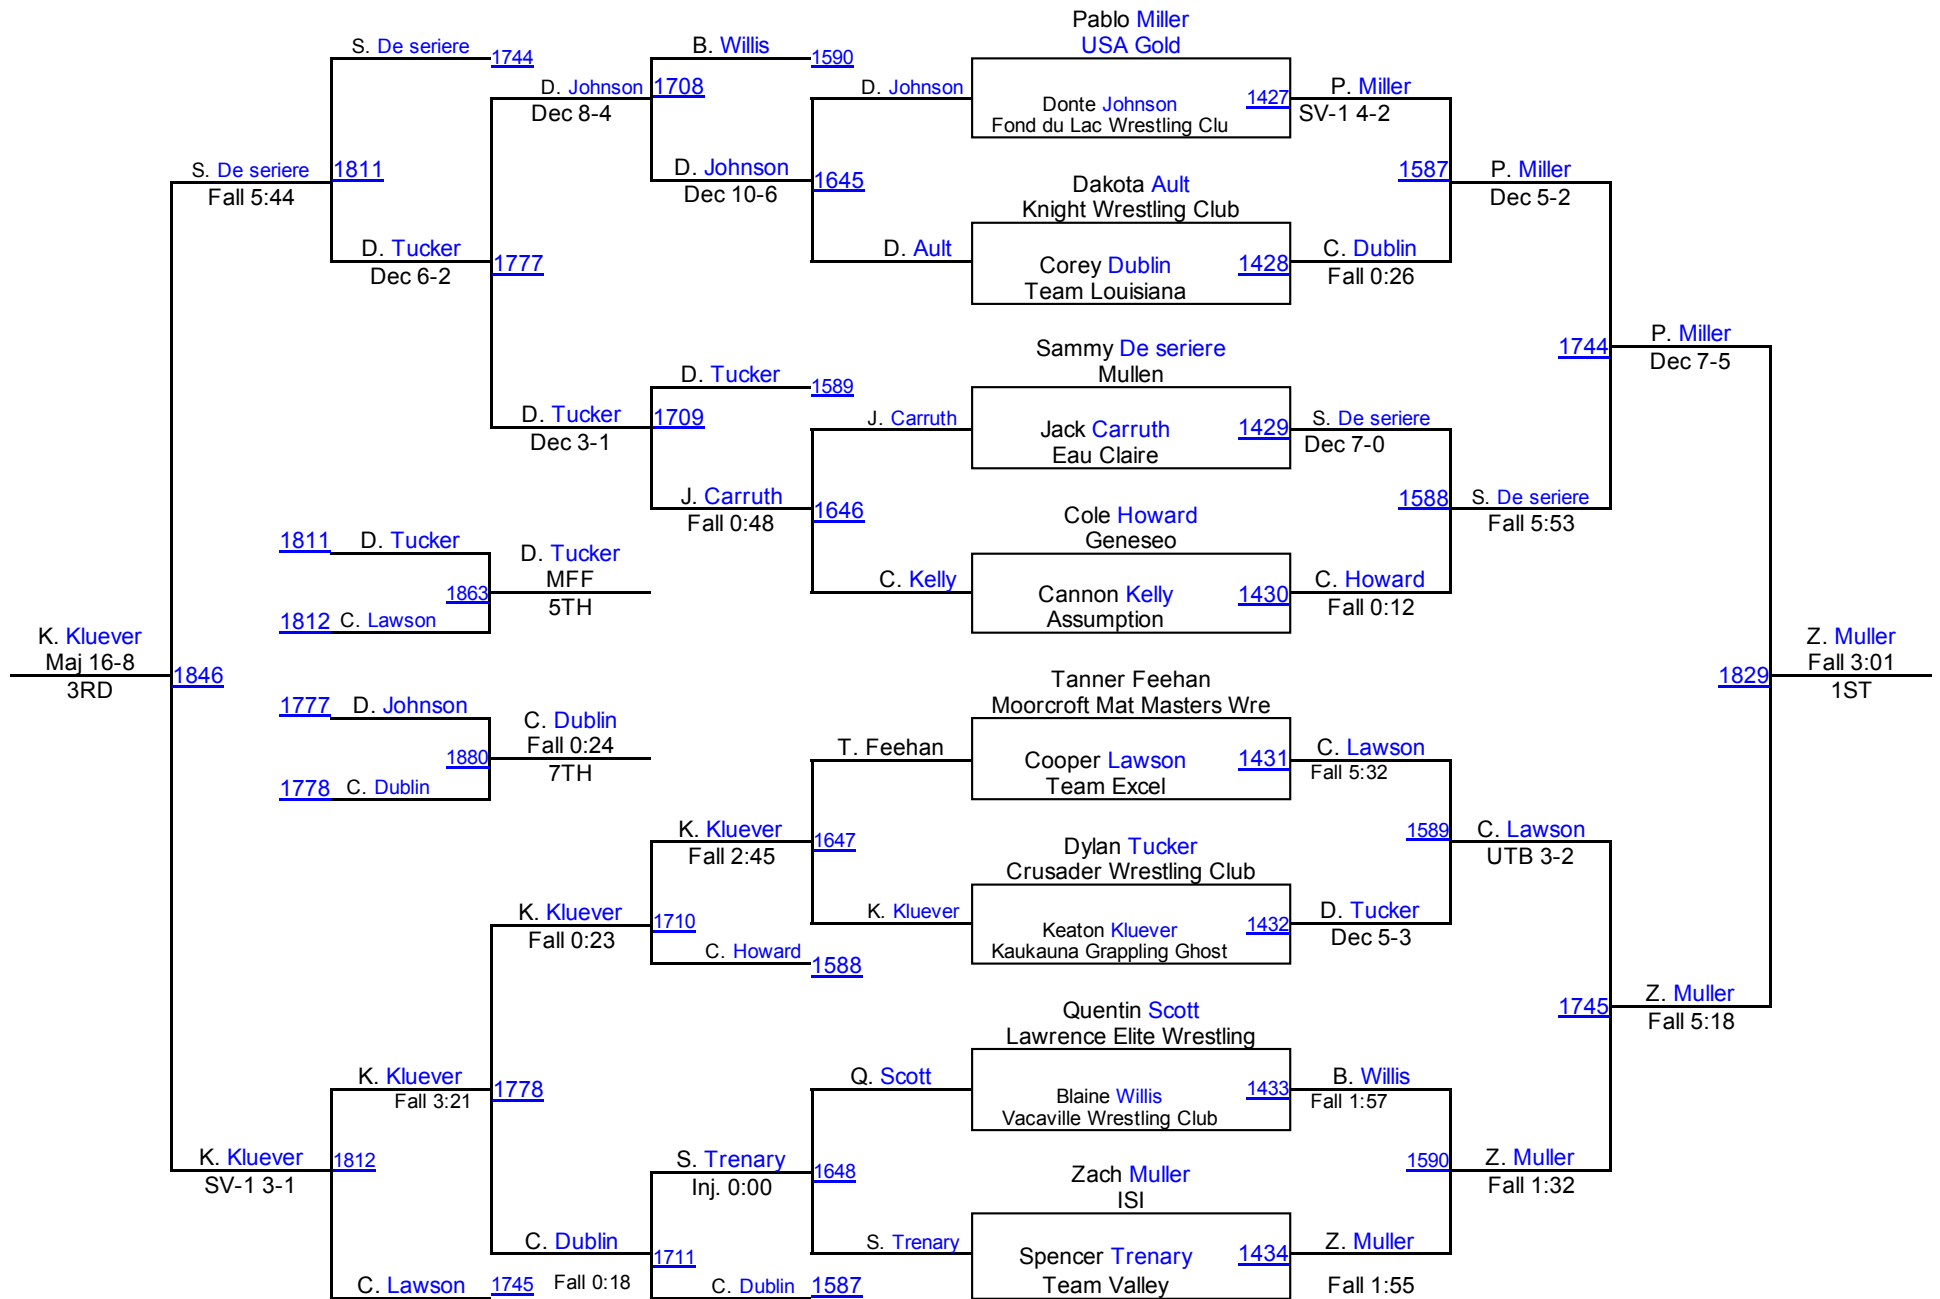 Pablo Miller
USA Gold
S. De seriere
1744
B. Willis
1590
D. Johnson
1708
Dec 8-4
D. Johnson
Donte Johnson
Fond du Lac Wrestling Clu
1427
P. Miller
SV-1 4-2
S. De seriere
1811
Fall 5:44
D. Johnson
1645
Dec 10-6
Dakota Ault
Knight Wrestling Club
1587
P. Miller
Dec 5-2
D. Tucker
1777
Dec 6-2
D. Ault
Corey Dublin
Team Louisiana
1428
C. Dublin
Fall 0:26
Sammy De seriere
Mullen
1744
P. Miller
Dec 7-5
D. Tucker
1589
D. Tucker
1709
Dec 3-1
J. Carruth
Jack Carruth
Eau Claire
1429
S. De seriere
Dec 7-0
J. Carruth
1646
Fall 0:48
Cole Howard
Geneseo
1588
S. De seriere
Fall 5:53
1811
D. Tucker
D. Tucker
MFF
5TH
1863
1812
C. Lawson
C. Kelly
Cannon Kelly
Assumption
1430
C. Howard
Fall 0:12
K. Kluever
Maj 16-8
3RD
1846
Z. Muller
Fall 3:01
1ST
1829
Tanner Feehan
Moorcroft Mat Masters Wre
1777
D. Johnson
C. Dublin
Fall 0:24
7TH
1880
1778
C. Dublin
T. Feehan
Cooper Lawson
Team Excel
1431
C. Lawson
Fall 5:32
K. Kluever
1647
Fall 2:45
Dylan Tucker
Crusader Wrestling Club
1589
C. Lawson
UTB 3-2
K. Kluever
1710
Fall 0:23
C. Howard
1588
K. Kluever
Keaton Kluever
Kaukauna Grappling Ghost
1432
D. Tucker
Dec 5-3
Quentin Scott
Lawrence Elite Wrestling
1745
Z. Muller
Fall 5:18
K. Kluever
1778
Fall 3:21
Q. Scott
Blaine Willis
Vacaville Wrestling Club
1433
B. Willis
Fall 1:57
K. Kluever
1812
SV-1 3-1
S. Trenary
1648
Inj. 0:00
Zach Muller
ISI
1590
Z. Muller
Fall 1:32
C. Dublin
1711
Fall 0:18
S. Trenary
Spencer Trenary
Team Valley
1434
Z. Muller
Fall 1:55
C. Lawson
1745
C. Dublin
1587